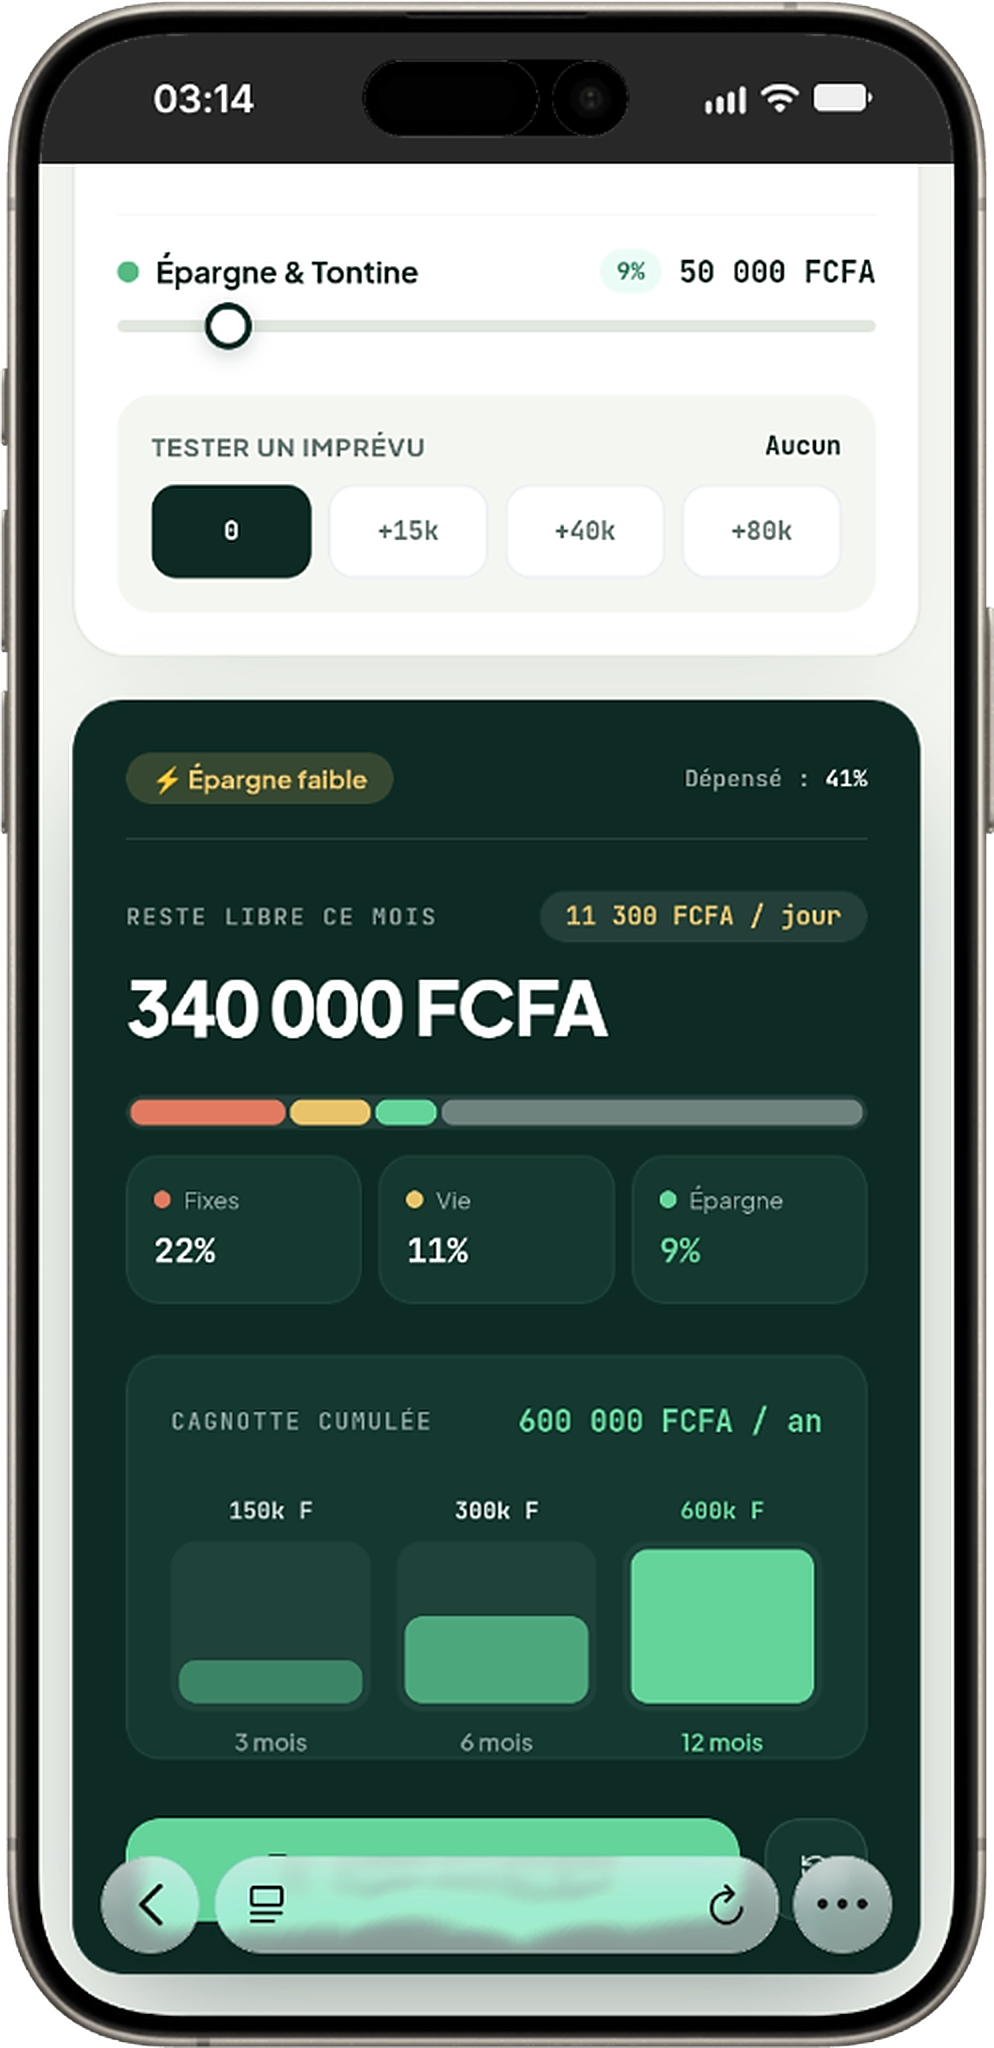 03:14
Épargne & Tontine 9% 50 000 FCFA
TESTER UN IMPRÉVU Aucun
0 +15k +40k +80k
⚡ Épargne faible Dépensé : 41%
RESTE LIBRE CE MOIS 11 300 FCFA / jour
340 000 FCFA
Fixes Vie Épargne
22% 11% 9%
CAGNOTTE CUMULÉE 600 000 FCFA / an
150k F 300k F 600k F
3 mois 6 mois 12 mois